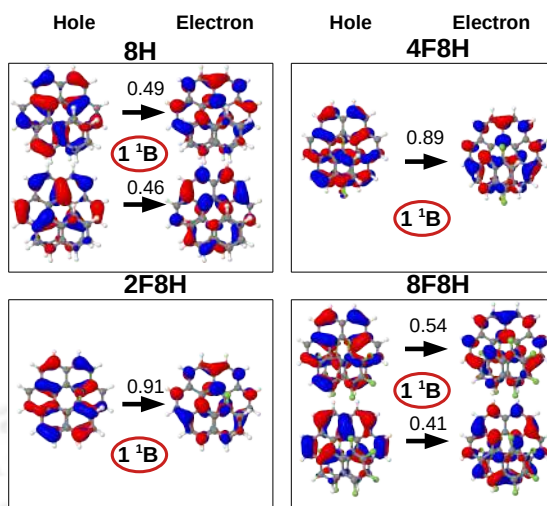 Hole Electron Hole Electron
8H 4F8H
0.49
1 ¹B
0.46
0.89
1 ¹B
2F8H 8F8H
0.91
1 ¹B
0.54
1 ¹B
0.41